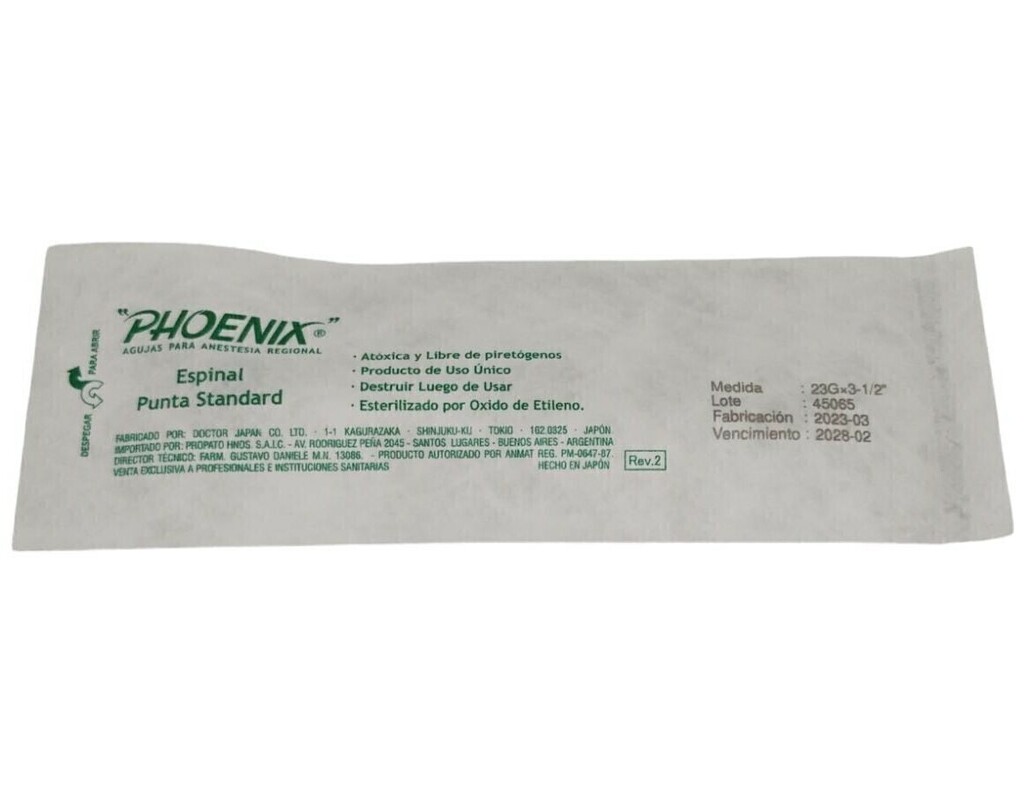 "PHOENIX®"
AGUJAS PARA ANESTESIA REGIONAL
Espinal
Punta Standard
DESPEGAR PARA ABRIR
· Atóxica y Libre de piretógenos
· Producto de Uso Único
· Destruir Luego de Usar
· Esterilizado por Oxido de Etileno.
FABRICADO POR: DOCTOR JAPAN CO. LTD. · 1-1 KAGURAZAKA · SHINJUKU-KU · TOKIO · 162.0825 · JAPÓN.
IMPORTADO POR: PROPATO HNOS. S.A.I.C. - AV. RODRIGUEZ PEÑA 2045 - SANTOS LUGARES - BUENOS AIRES - ARGENTINA
DIRECTOR TÉCNICO: FARM. GUSTAVO DANIELE M.N. 13086. - PRODUCTO AUTORIZADO POR ANMAT REG. PM-0647-87.
VENTA EXCLUSIVA A PROFESIONALES E INSTITUCIONES SANITARIAS HECHO EN JAPÓN
Rev.2
Medida : 23G×3-1/2"
Lote : 45065
Fabricación : 2023-03
Vencimiento : 2028-02